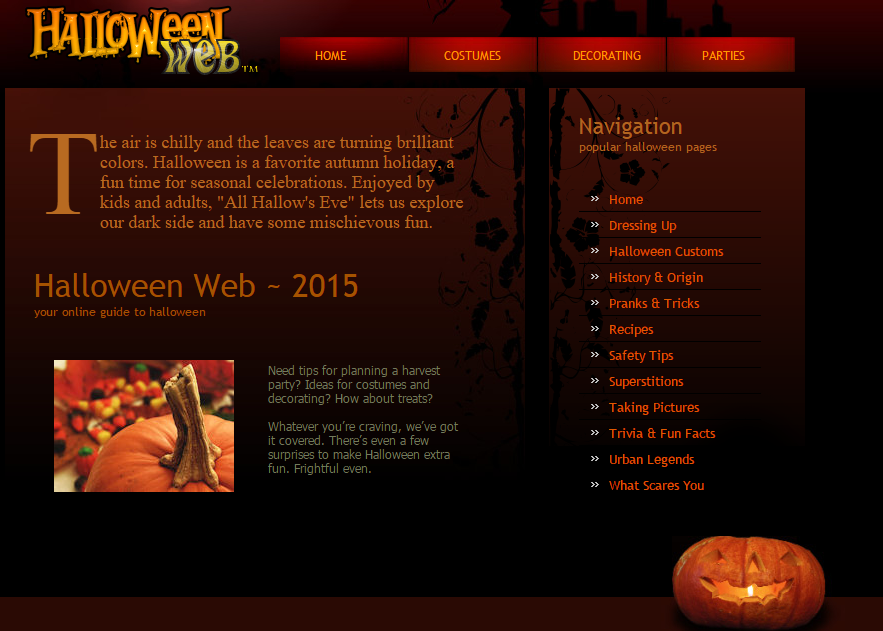 Halloween
Web™
HOME COSTUMES DECORATING PARTIES
The air is chilly and the leaves are turning brilliant
colors. Halloween is a favorite autumn holiday, a
fun time for seasonal celebrations. Enjoyed by
kids and adults, "All Hallow's Eve" lets us explore
our dark side and have some mischievous fun.
Halloween Web ~ 2015
your online guide to halloween
Need tips for planning a harvest
party? Ideas for costumes and
decorating? How about treats?
Whatever you’re craving, we’ve got
it covered. There’s even a few
surprises to make Halloween extra
fun. Frightful even.
Navigation
popular halloween pages
» Home
» Dressing Up
» Halloween Customs
» History & Origin
» Pranks & Tricks
» Recipes
» Safety Tips
» Superstitions
» Taking Pictures
» Trivia & Fun Facts
» Urban Legends
» What Scares You